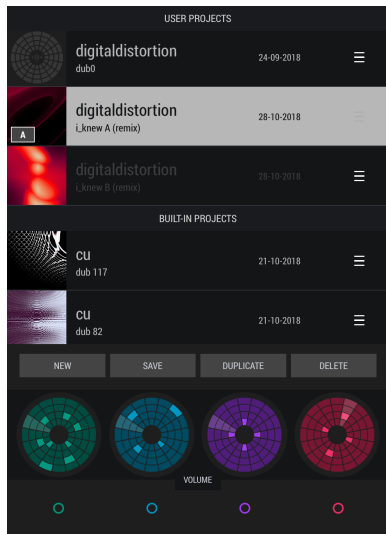 USER PROJECTS
digitaldistortion
dub0
24-09-2018
A
digitaldistortion
i_knew A (remix)
28-10-2018
digitaldistortion
i_knew B (remix)
28-10-2018
BUILT-IN PROJECTS
cu
dub 117
21-10-2018
cu
dub 82
21-10-2018
NEW SAVE DUPLICATE DELETE
VOLUME